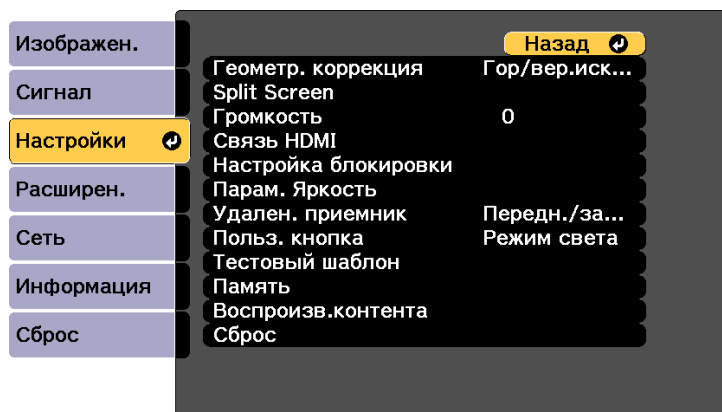 Изображен.
Сигнал
Настройки
Расширен.
Сеть
Информация
Сброс
Назад
Геометр. коррекция Гор/вер.иск...
Split Screen
Громкость 0
Связь HDMI
Настройка блокировки
Парам. Яркость
Удален. приемник Передн./за...
Польз. кнопка Режим света
Тестовый шаблон
Память
Воспроизв.контента
Сброс